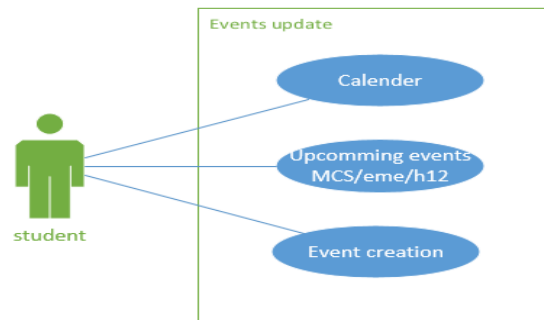 Events update
Calender
Upcomming events
MCS/eme/h12
student
Event creation